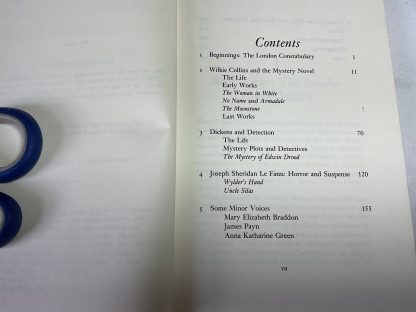 Contents
1 Beginnings: The London Constabulary 1
2 Wilkie Collins and the Mystery Novel 11
The Life
Early Works
The Woman in White
No Name and Armadale
The Moonstone
Last Works
3 Dickens and Detection 70
The Life
Mystery Plots and Detectives
The Mystery of Edwin Drood
4 Joseph Sheridan Le Fanu: Horror and Suspense 120
Wylder's Hand
Uncle Silas
5 Some Minor Voices 155
Mary Elizabeth Braddon
James Payn
Anna Katharine Green
vii